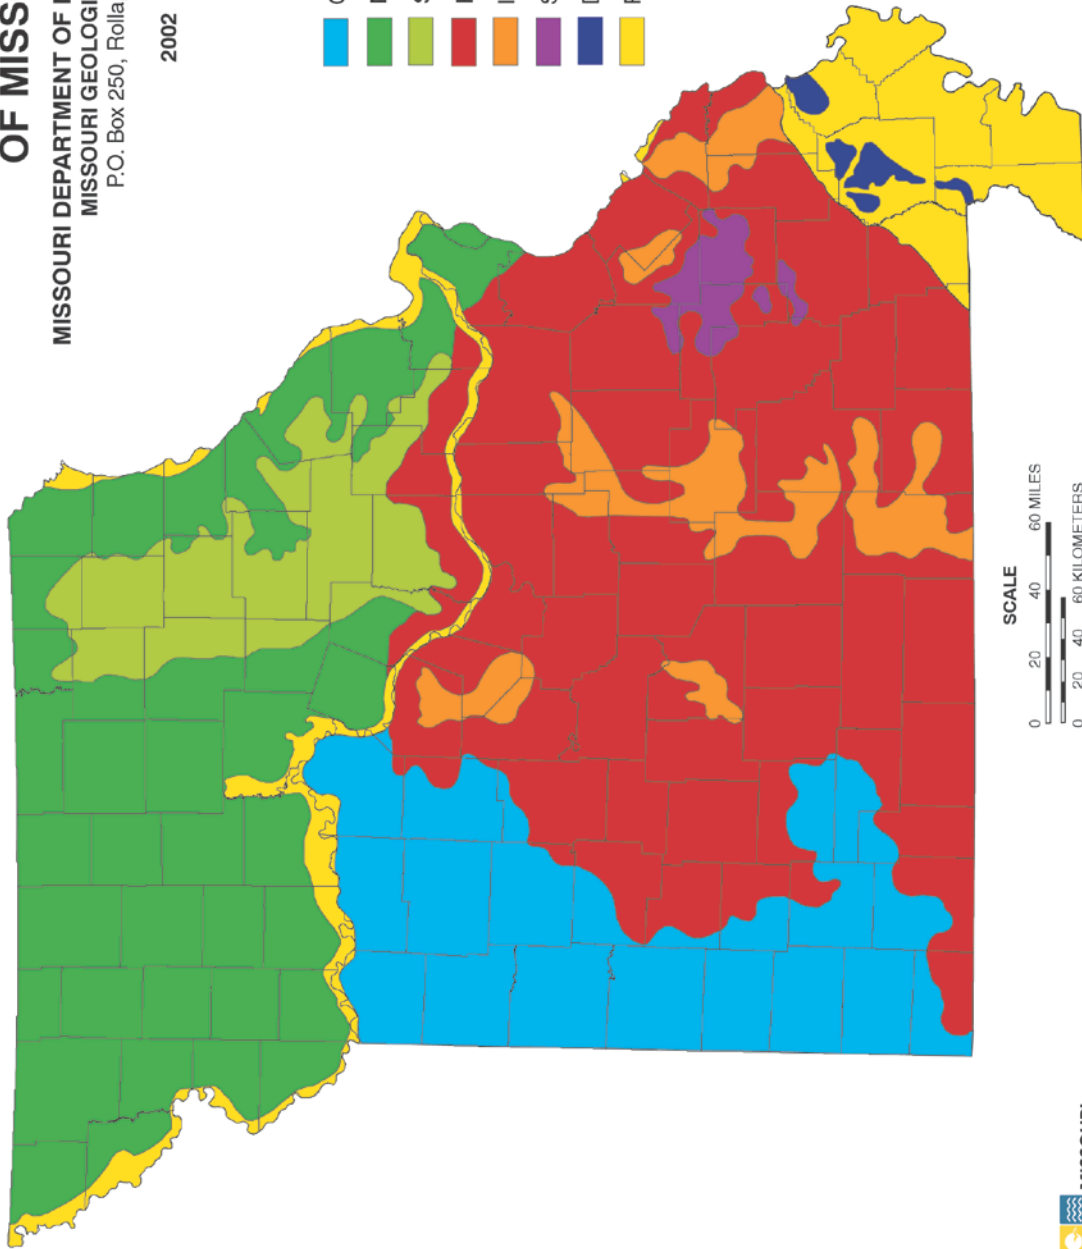 OF MISS
MISSOURI DEPARTMENT OF
MISSOURI GEOLOGI
P.O. Box 250, Rolla
2002
SCALE
0 20 40 60 MILES
0 20 40 60 KILOMETERS
MISSOURI